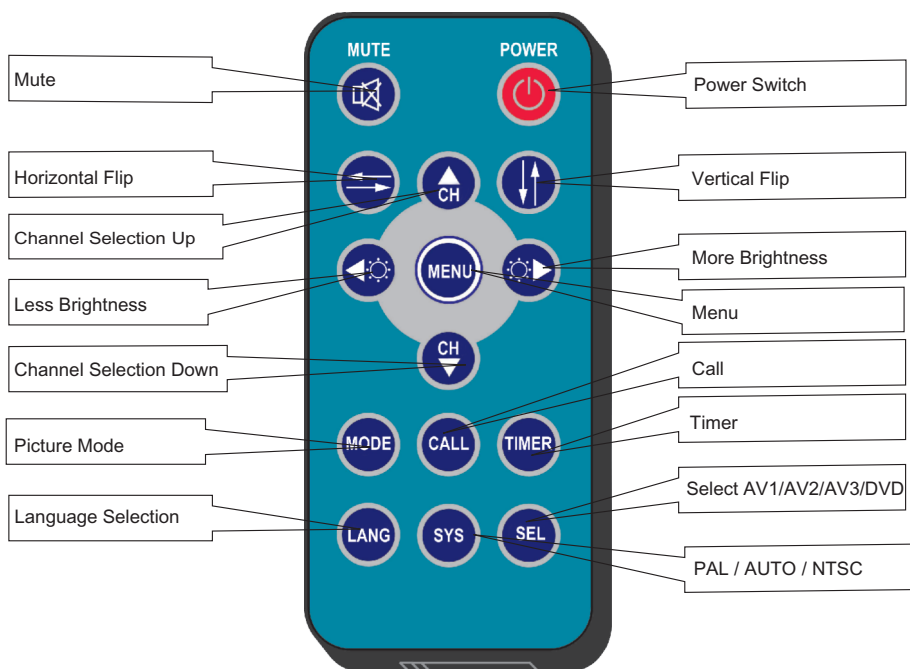 MUTE
POWER
Mute
Power Switch
Horizontal Flip
Vertical Flip
CH
Channel Selection Up
More Brightness
MENU
Less Brightness
Menu
CH
Channel Selection Down
Call
Timer
MODE
CALL
TIMER
Picture Mode
Select AV1/AV2/AV3/DVD
Language Selection
LANG
SYS
SEL
PAL / AUTO / NTSC